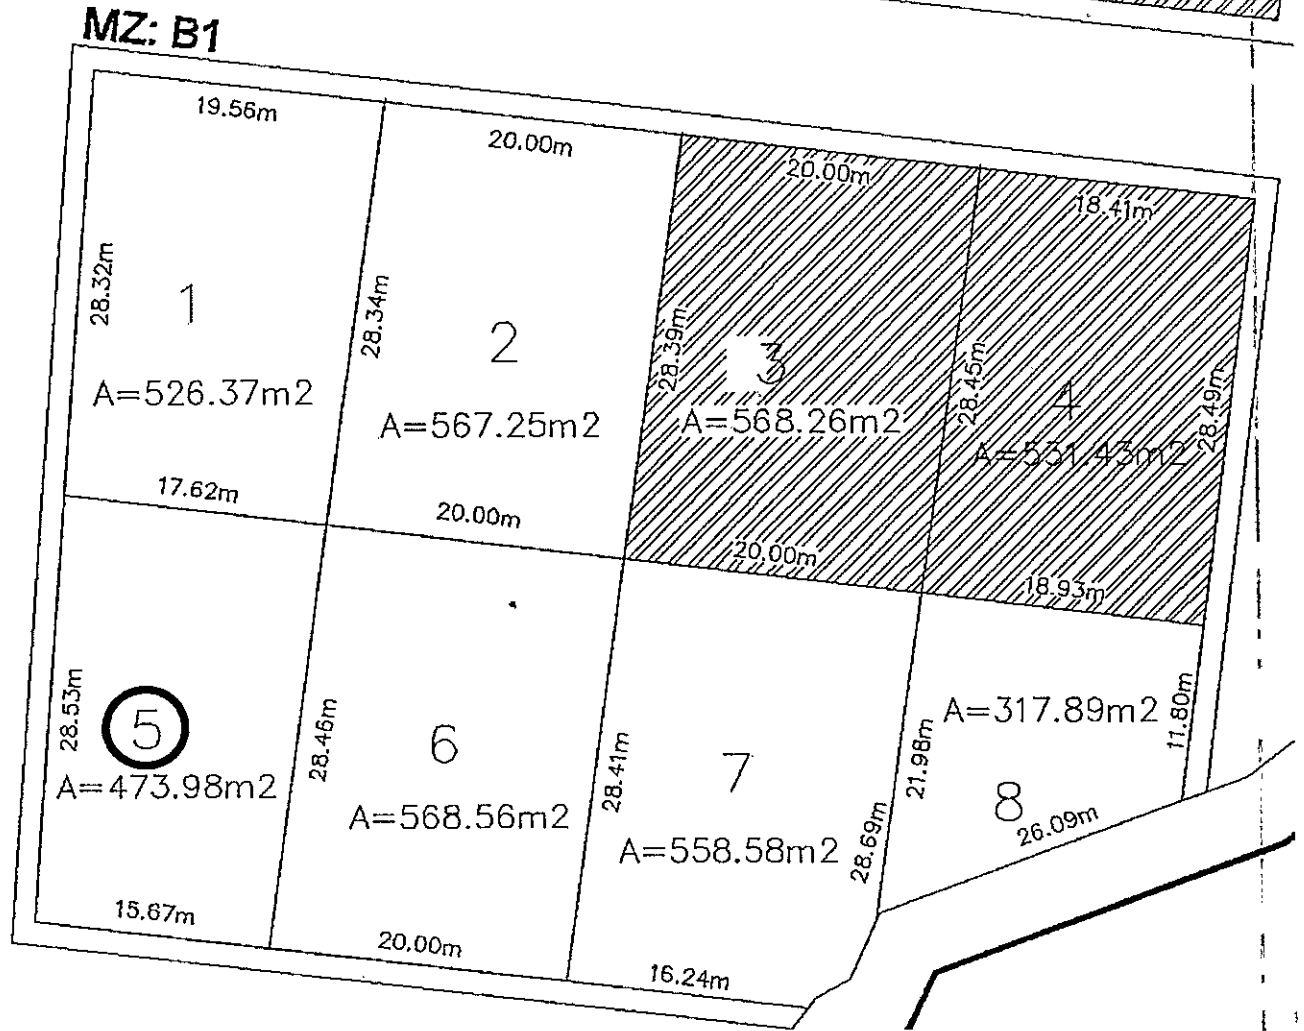 MZ: B1
19.56m
20.00m
20.00m
18.41m
28.32m
1
A=526.37m2
28.34m
2
A=567.25m2
28.39m
3
A=568.26m2
28.45m
4
A=531.43m2
28.49m
17.62m
20.00m
20.00m
18.93m
28.53m
5
A=473.98m2
28.46m
6
A=568.56m2
28.41m
7
A=558.58m2
28.69m
21.98m
A=317.89m2
8
11.80m
26.09m
15.67m
20.00m
16.24m